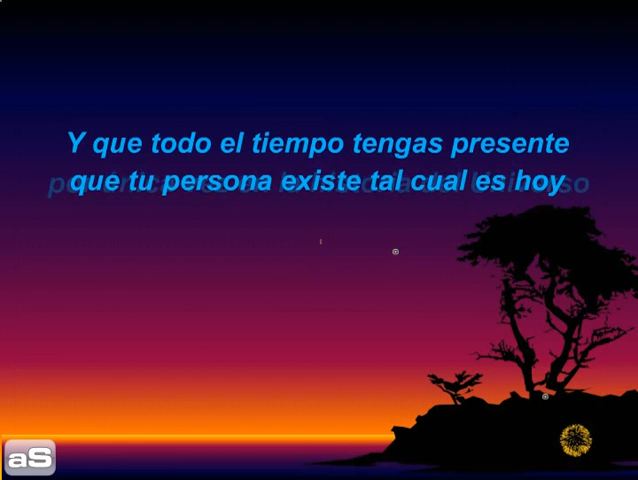 Y que todo el tiempo tengas presente
que tu persona existe tal cual es hoy
aS